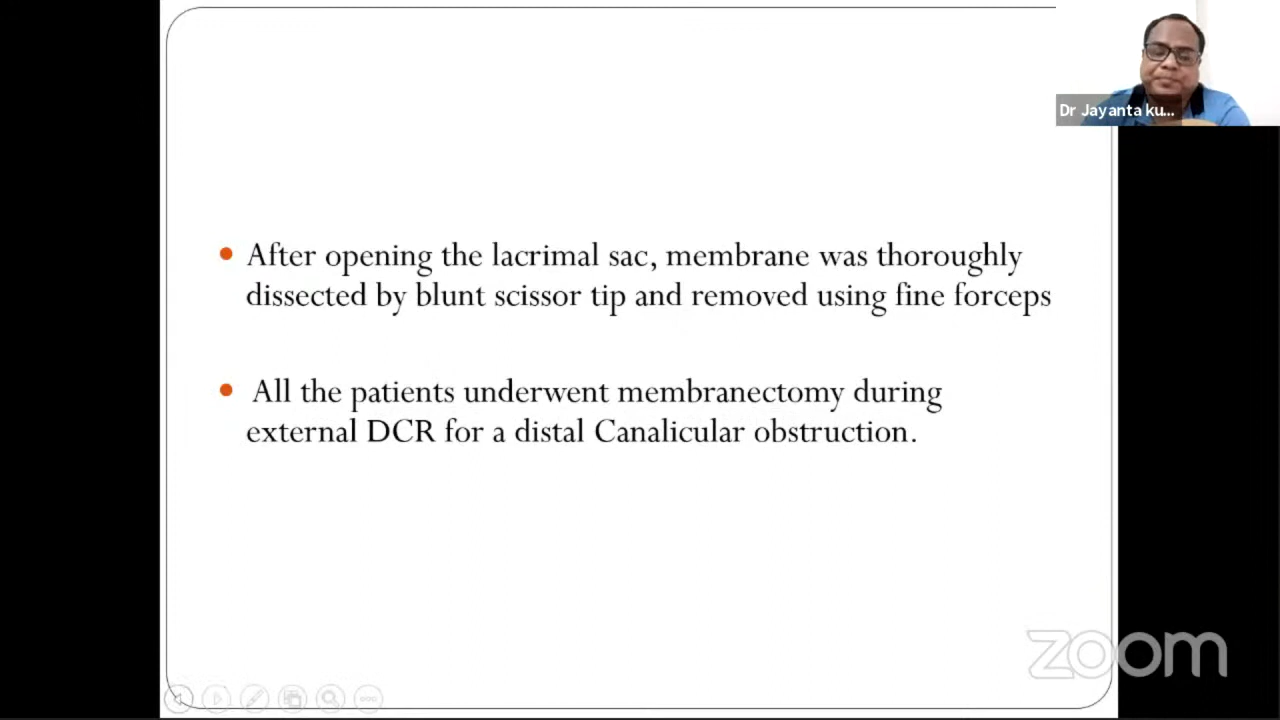 Dr Jayanta ku...
• After opening the lacrimal sac, membrane was thoroughly
dissected by blunt scissor tip and removed using fine forceps
• All the patients underwent membranectomy during
external DCR for a distal Canalicular obstruction.
zoom